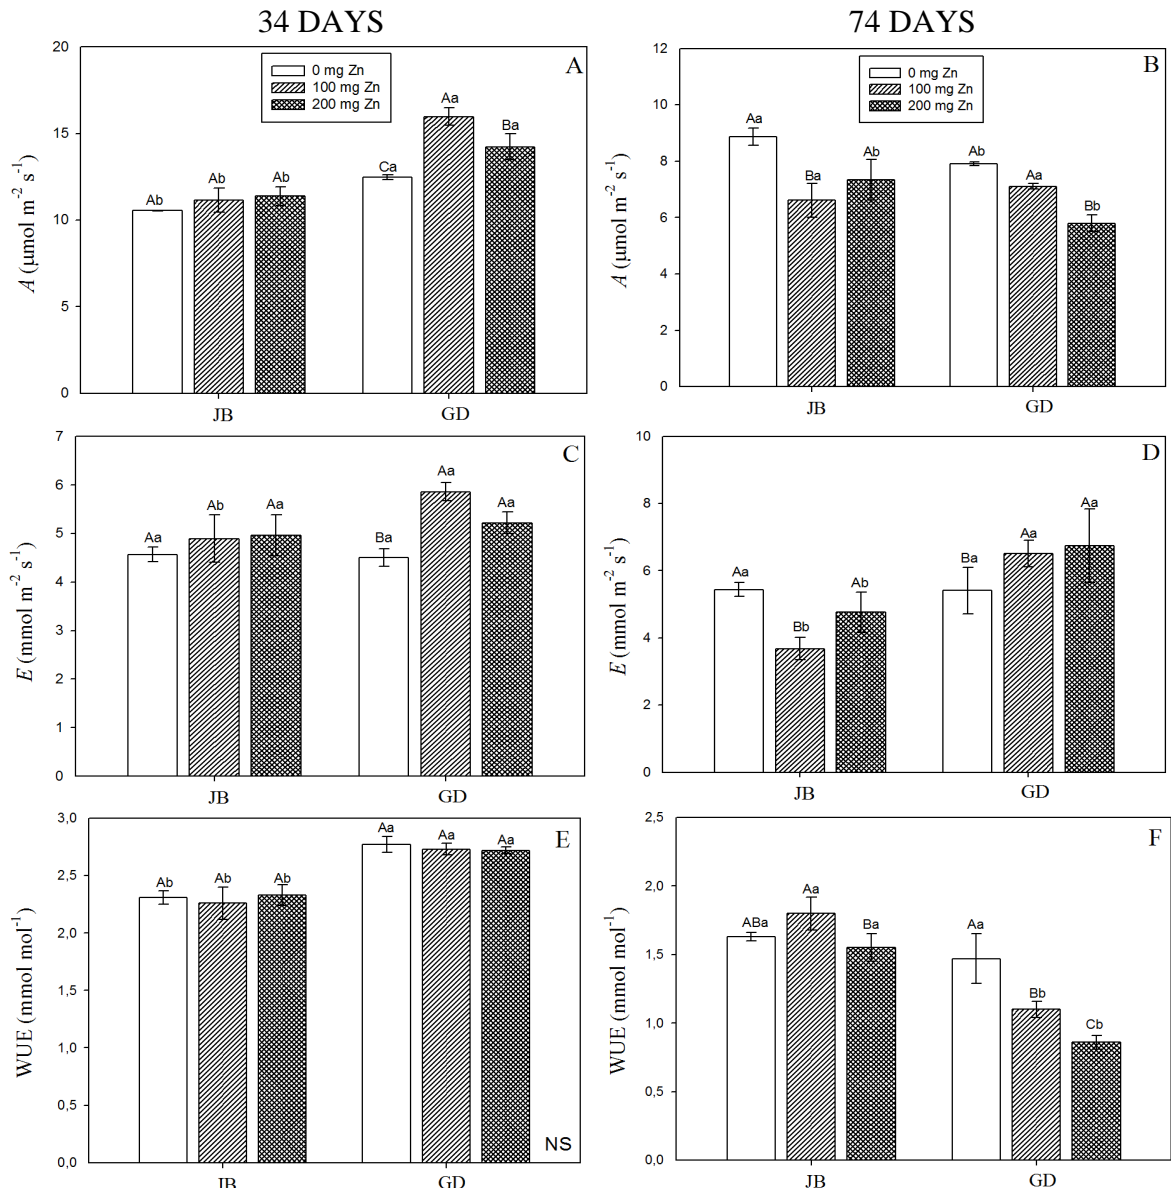 34 DAYS
74 DAYS
A
0 mg Zn
100 mg Zn
200 mg Zn
A (µmol m⁻² s⁻¹)
20
15
10
5
0
Ab
Ab
Ab
Ca
Aa
Ba
JB
GD
B
0 mg Zn
100 mg Zn
200 mg Zn
A (µmol m⁻² s⁻¹)
12
10
8
6
4
2
0
Aa
Ba
Ab
Ab
Aa
Bb
JB
GD
C
E (mmol m⁻² s⁻¹)
7
6
5
4
3
2
1
0
Aa
Ab
Aa
Ba
Aa
Aa
JB
GD
D
E (mmol m⁻² s⁻¹)
10
8
6
4
2
0
Aa
Bb
Ab
Ba
Aa
Aa
JB
GD
E
WUE (mmol mol⁻¹)
3,0
2,5
2,0
1,5
1,0
0,5
0,0
Ab
Ab
Ab
Aa
Aa
Aa
NS
JB
GD
F
WUE (mmol mol⁻¹)
2,5
2,0
1,5
1,0
0,5
0,0
ABa
Aa
Ba
Aa
Bb
Cb
JB
GD